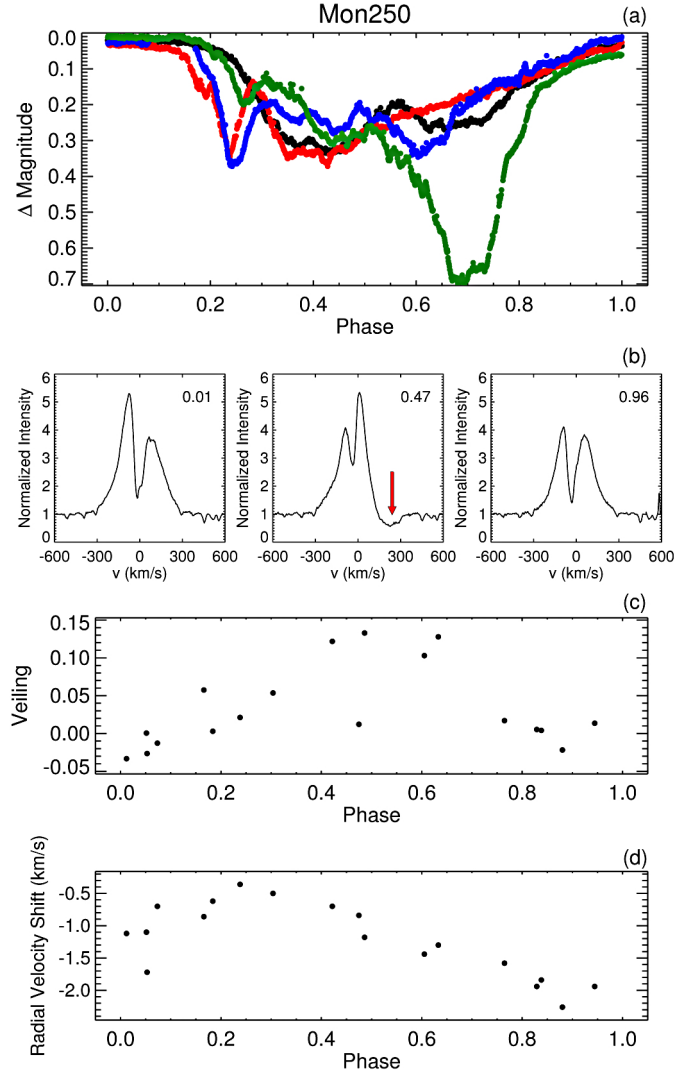 Mon250
(a)
0.0
0.1
0.2
0.3
0.4
0.5
0.6
0.7
Δ Magnitude
0.0 0.2 0.4 0.6 0.8 1.0
Phase
(b)
6
5
4
3
2
1
0
Normalized Intensity
0.01
-600 -300 0 300 600
v (km/s)
6
5
4
3
2
1
0
Normalized Intensity
0.47
-600 -300 0 300 600
v (km/s)
6
5
4
3
2
1
0
Normalized Intensity
0.96
-600 -300 0 300 600
v (km/s)
(c)
0.15
0.10
0.05
0.00
-0.05
Veiling
0.0 0.2 0.4 0.6 0.8 1.0
Phase
(d)
-0.5
-1.0
-1.5
-2.0
Radial Velocity Shift (km/s)
0.0 0.2 0.4 0.6 0.8 1.0
Phase